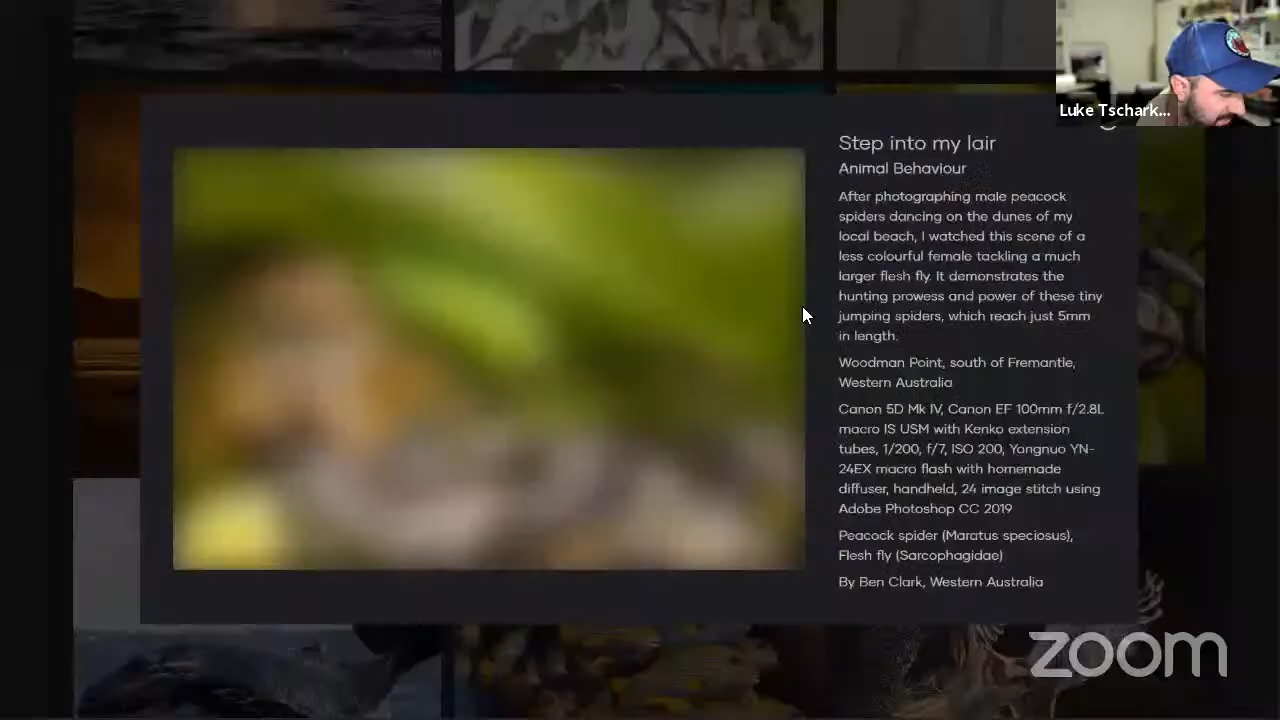 Luke Tschark...
Step into my lair
Animal Behaviour
After photographing male peacock
spiders dancing on the dunes of my
local beach, I watched this scene of a
less colourful female tackling a much
larger flesh fly. It demonstrates the
hunting prowess and power of these tiny
jumping spiders, which reach just 5mm
in length.
Woodman Point, south of Fremantle,
Western Australia
Canon 5D Mk IV, Canon EF 100mm f/2.8L
macro IS USM with Kenko extension
tubes, 1/200, f/7, ISO 200, Yongnuo YN-
24EX macro flash with homemade
diffuser, handheld, 24 image stitch using
Adobe Photoshop CC 2019
Peacock spider (Maratus speciosus),
Flesh fly (Sarcophagidae)
By Ben Clark, Western Australia
zoom